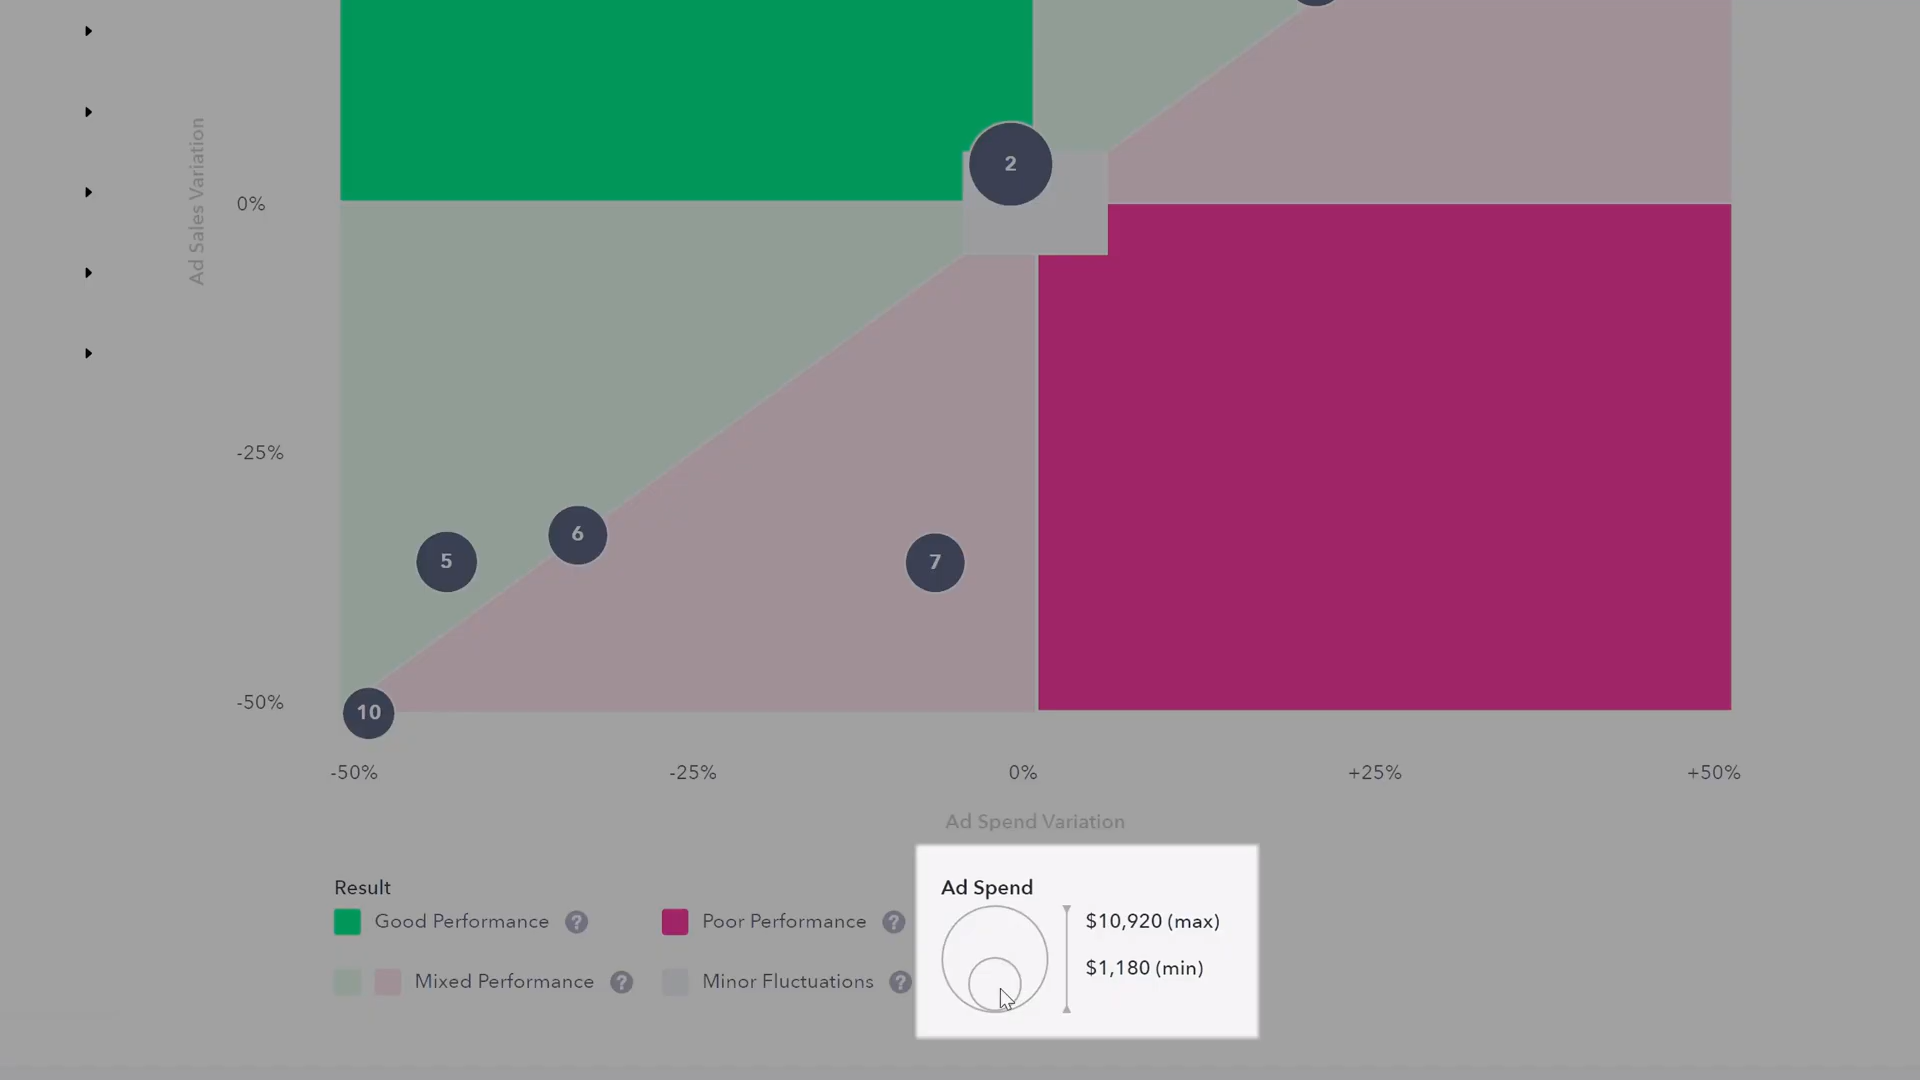 2
Ad Sales Variation
0%
-25%
5
6
7
-50%
10
-50%
-25%
0%
+25%
+50%
Ad Spend Variation
Result
Good Performance ?
Poor Performance ?
Mixed Performance ?
Minor Fluctuations ?
Ad Spend
$10,920 (max)
$1,180 (min)